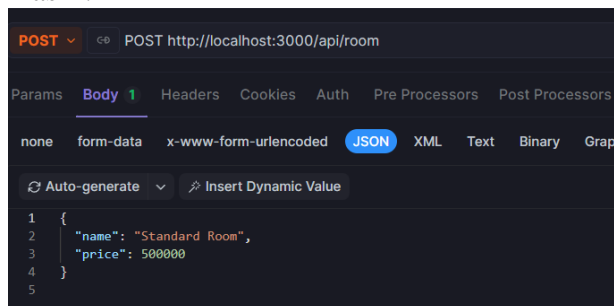 POST POST http://localhost:3000/api/room
Params Body 1 Headers Cookies Auth Pre Processors Post Processors
none form-data x-www-form-urlencoded JSON XML Text Binary Grap
Auto-generate Insert Dynamic Value
1 {
2 "name": "Standard Room",
3 "price": 500000
4 }
5